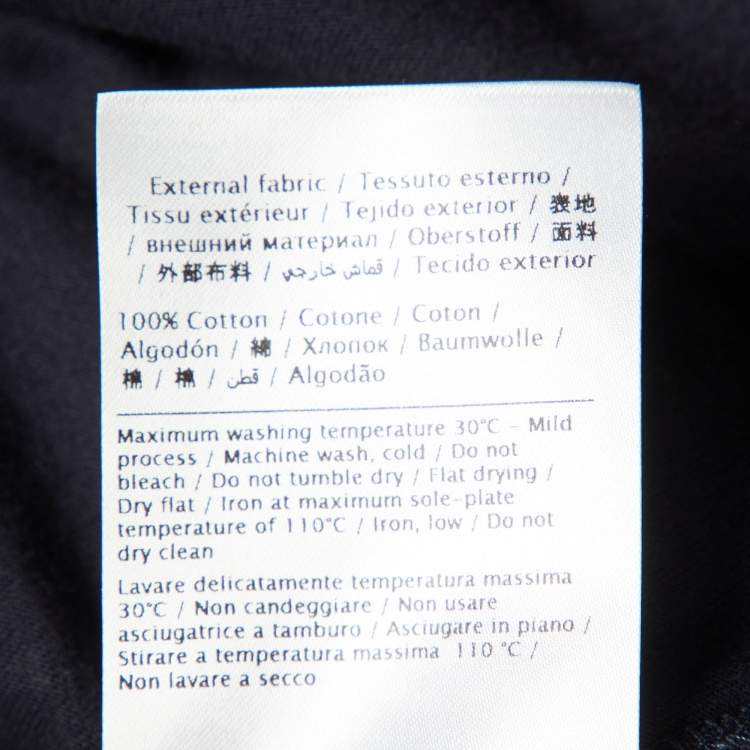 External fabric / Tessuto esterno /
Tissu extérieur / Tejido exterior / 表地
/ внешний материал / Oberstoff / 面料
/ 外部布料 / قماش خارجي / Tecido exterior
100% Cotton / Cotone / Coton /
Algodón / 綿 / Хлопок / Baumwolle /
棉 / 棉 / قطن / Algodão
Maximum washing temperature 30°C - Mild
process / Machine wash, cold / Do not
bleach / Do not tumble dry / Flat drying /
Dry flat / Iron at maximum sole-plate
temperature of 110°C / Iron, low / Do not
dry clean
Lavare delicatamente temperatura massima
30°C / Non candeggiare / Non usare
asciugatrice a tamburo / Asciugare in piano /
Stirare a temperatura massima 110 °C /
Non lavare a secco